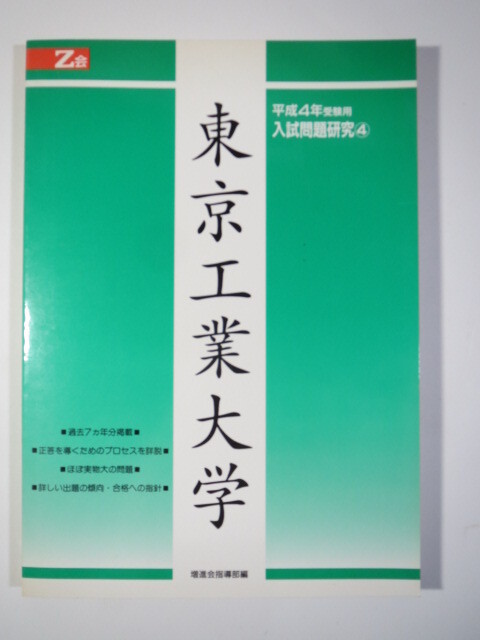 Z会
平成4年受験用
入試問題研究④
東京工業大学
■過去7ヵ年分掲載■
■正答を導くためのプロセスを詳説■
■ほぼ実物大の問題■
■詳しい出題の傾向・合格への指針■
増進会指導部編